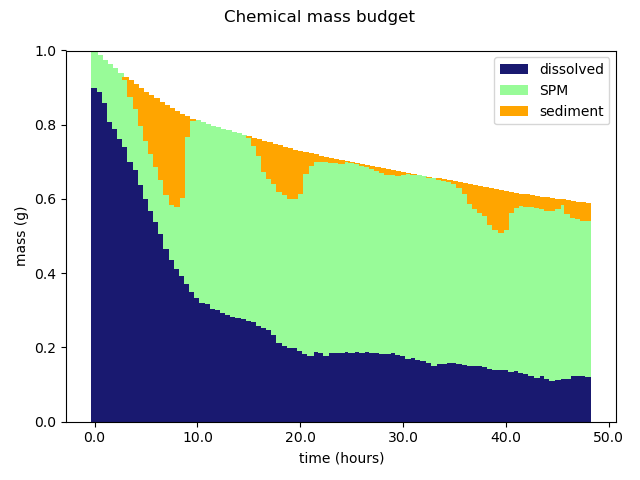 Chemical mass budget
dissolved
SPM
sediment
mass (g)
1.0
0.8
0.6
0.4
0.2
0.0
0.0 10.0 20.0 30.0 40.0 50.0
time (hours)